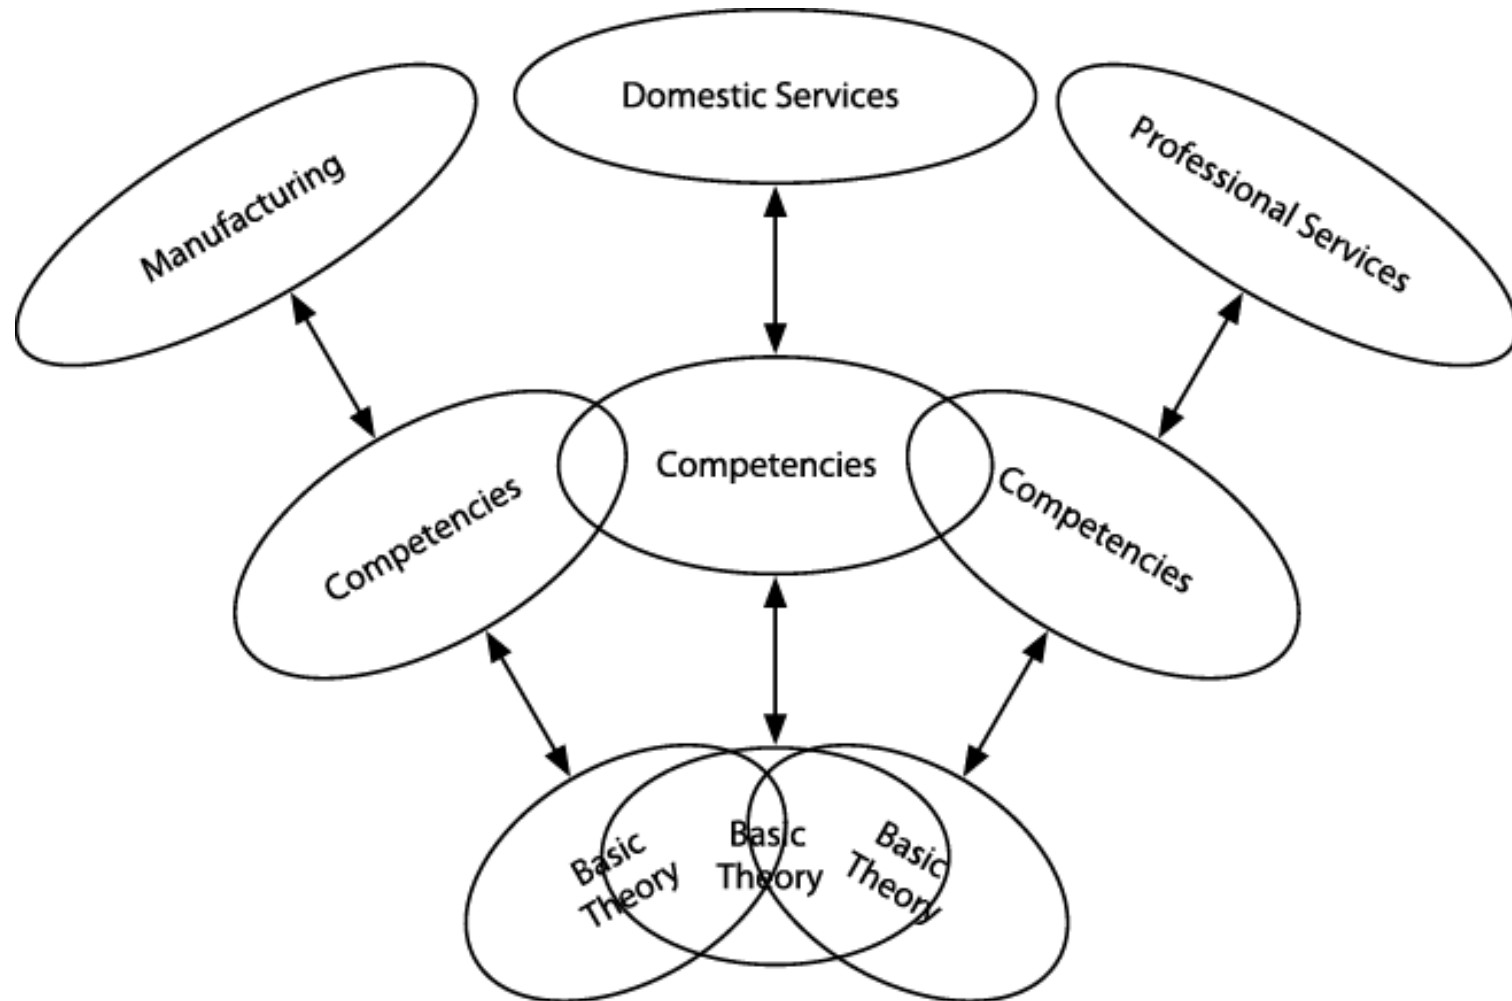 Domestic Services
Manufacturing
Professional Services
Competencies
Competencies
Competencies
Basic
Theory
Basic
Theory
Basic
Theory